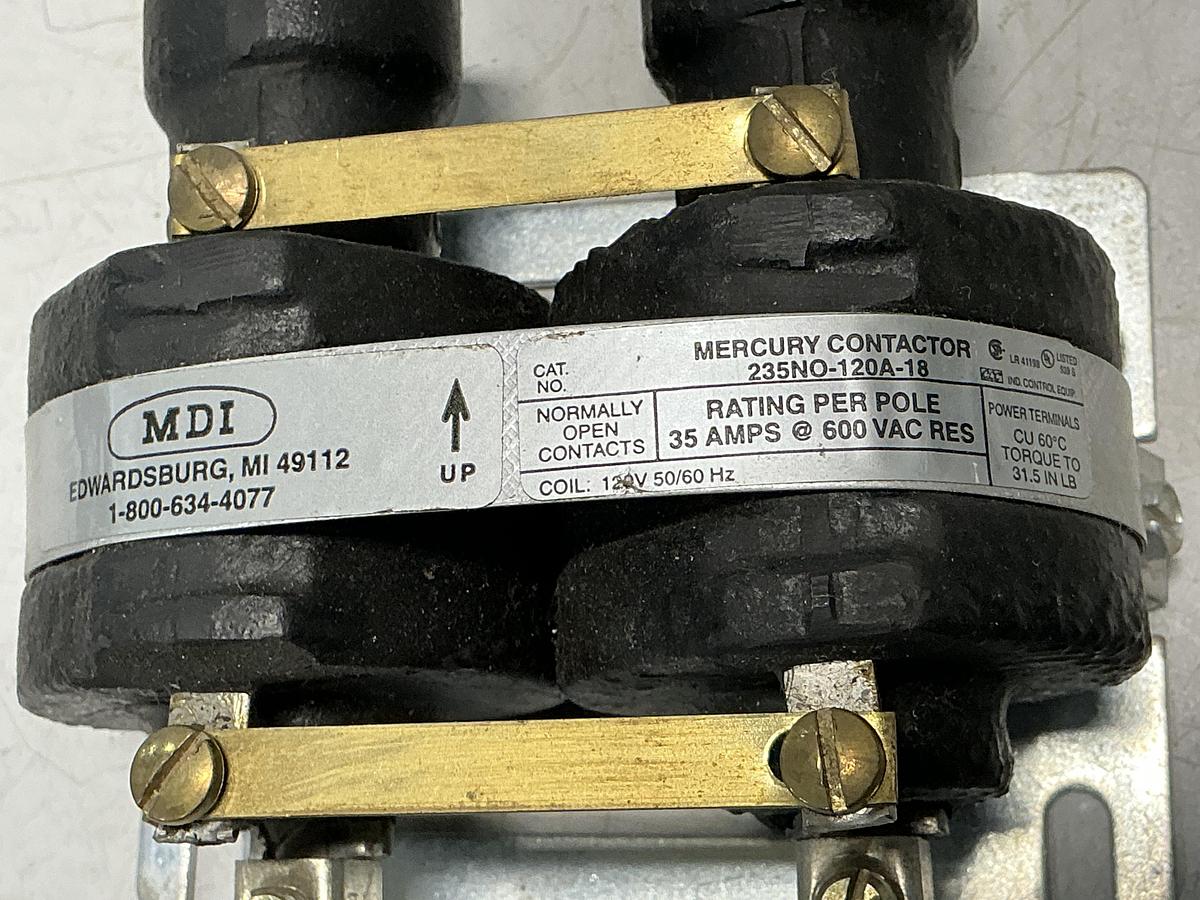 MDI
EDWARDSBURG, MI 49112
1-800-634-4077
UP
CAT.
NO.
MERCURY CONTACTOR
235NO-120A-18
LR 41198
LISTED
IND. CONTROL EQUIP.
NORMALLY
OPEN
CONTACTS
RATING PER POLE
35 AMPS @ 600 VAC RES
POWER TERMINALS
CU 60°C
TORQUE TO
31.5 IN LB
COIL: 120V 50/60 Hz